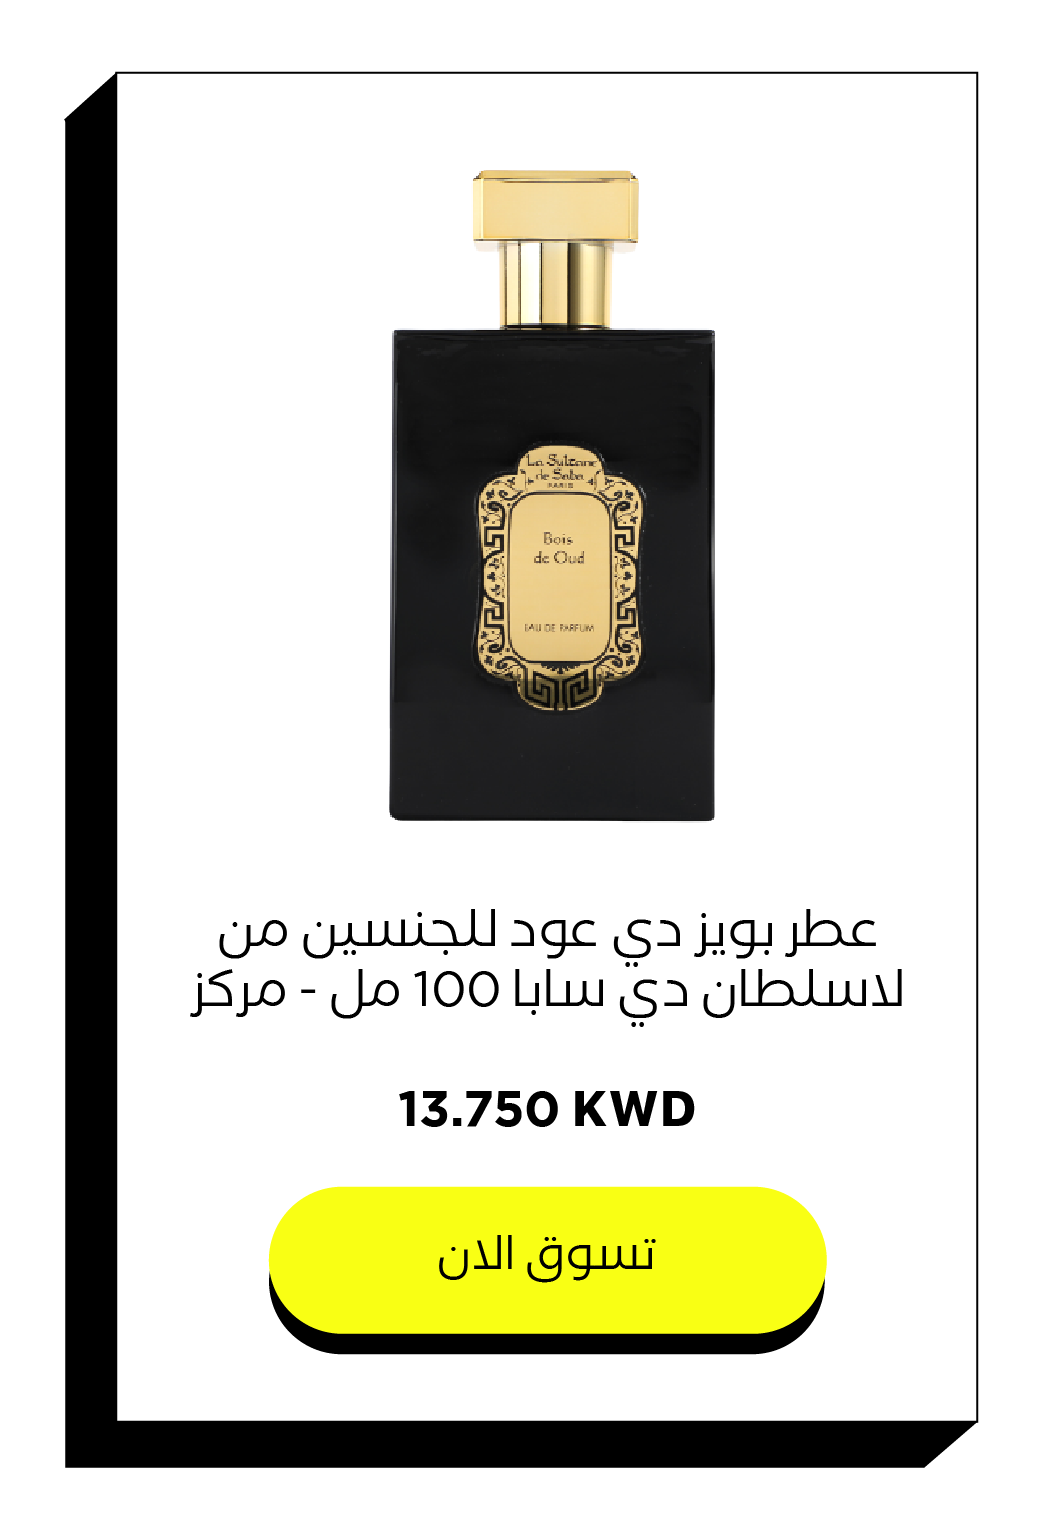 La Sultane
de Saba
PARIS
Bois
de Oud
EAU DE PARFUM
عطر بويز دي عود للجنسين من
لاسلطان دي سابا 100 مل - مركز
13.750 KWD
تسوق الان